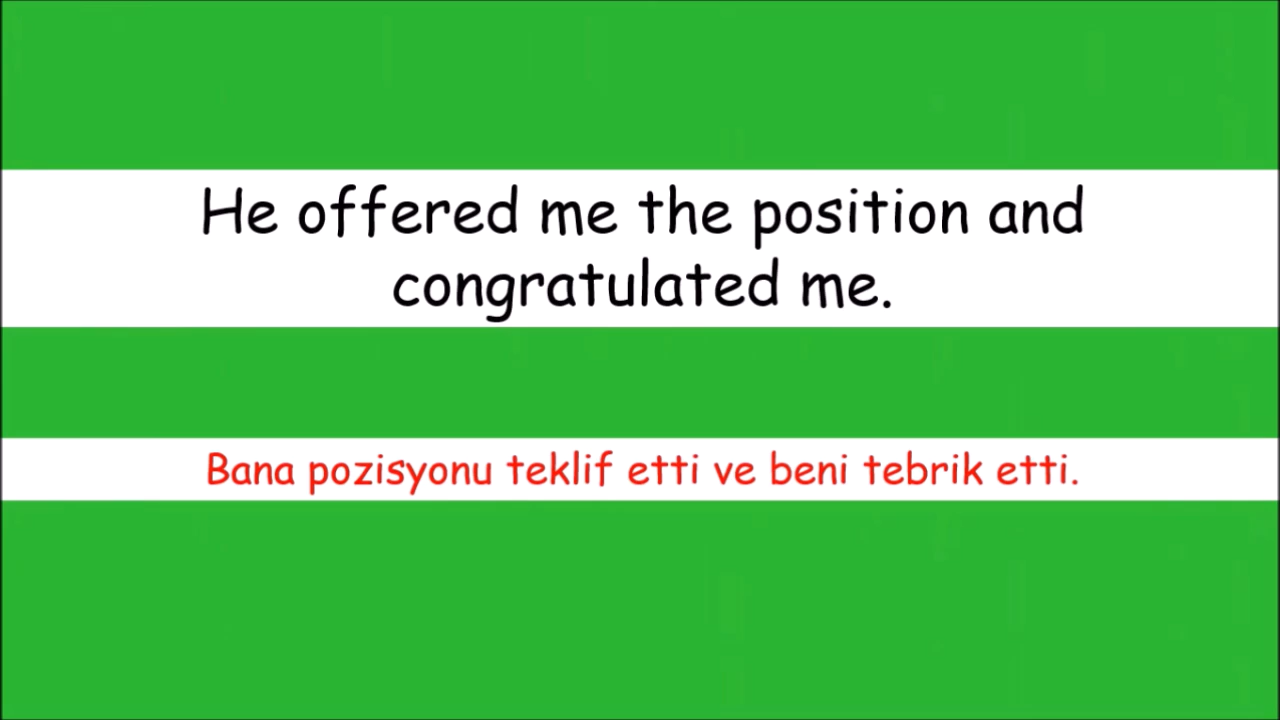 He offered me the position and
congratulated me.
Bana pozisyonu teklif etti ve beni tebrik etti.